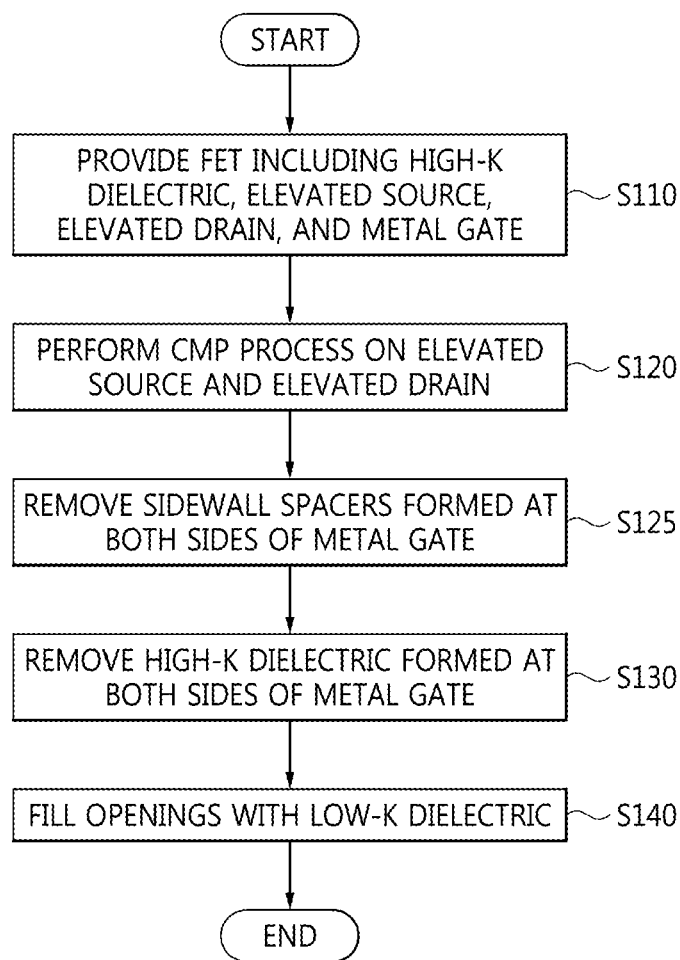 START
PROVIDE FET INCLUDING HIGH-K
DIELECTRIC, ELEVATED SOURCE,
ELEVATED DRAIN, AND METAL GATE
S110
PERFORM CMP PROCESS ON ELEVATED
SOURCE AND ELEVATED DRAIN
S120
REMOVE SIDEWALL SPACERS FORMED AT
BOTH SIDES OF METAL GATE
S125
REMOVE HIGH-K DIELECTRIC FORMED AT
BOTH SIDES OF METAL GATE
S130
FILL OPENINGS WITH LOW-K DIELECTRIC
S140
END